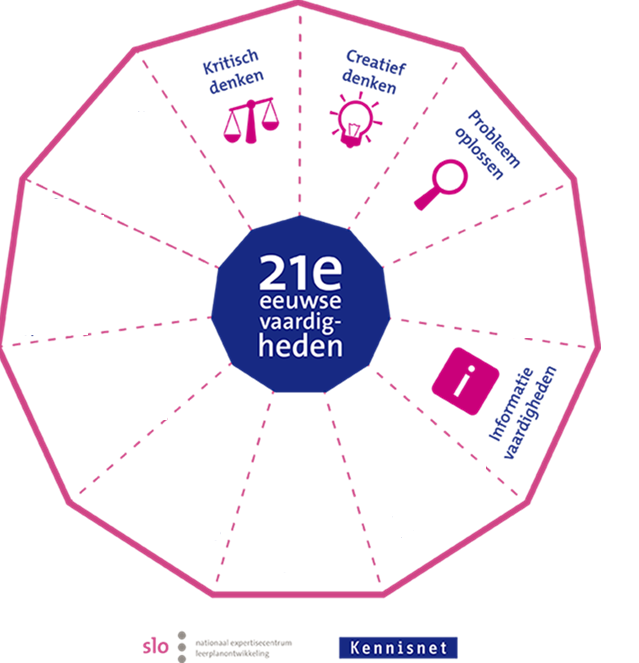 Kritisch
denken
Creatief
denken
Probleem
oplossen
21e
eeuwse
vaardig-
heden
i
Informatie
vaardigheden
slo
nationaal expertisecentrum
leerplanontwikkeling
Kennisnet